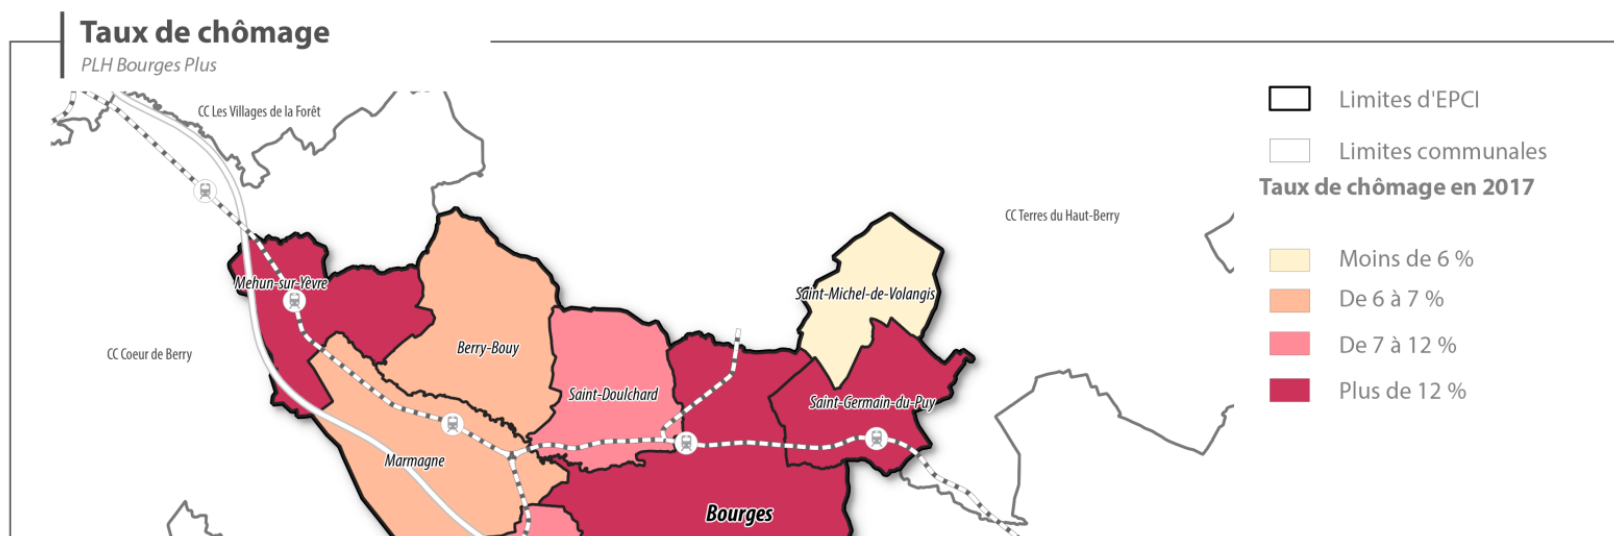 Taux de chômage
PLH Bourges Plus
CC Les Villages de la Forêt
Limites d'EPCI
Limites communales
Taux de chômage en 2017
CC Terres du Haut-Berry
Moins de 6 %
Mehun-sur-Yèvre
Saint-Michel-de-Volangis
De 6 à 7 %
CC Coeur de Berry
Berry-Bouy
De 7 à 12 %
Saint-Doulchard
Saint-Germain-du-Puy
Plus de 12 %
Marmagne
Bourges